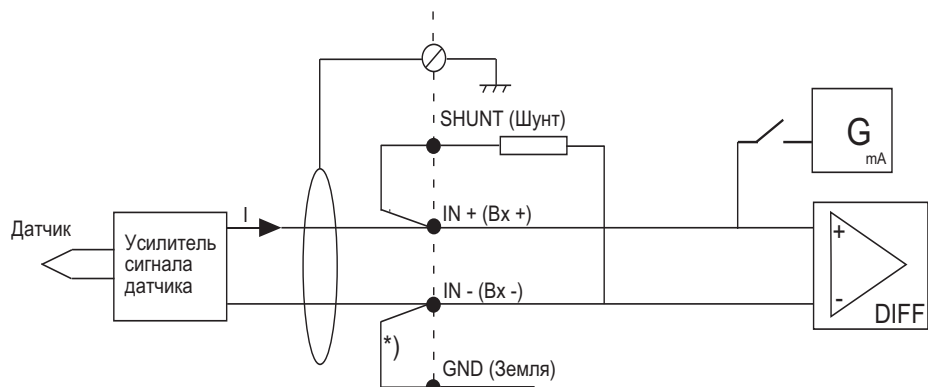 SHUNT (Шунт)
G
mA
I
IN + (Вх +)
Датчик
Усилитель
сигнала
датчика
+
-
IN - (Вх -)
DIFF
*)
GND (Земля)